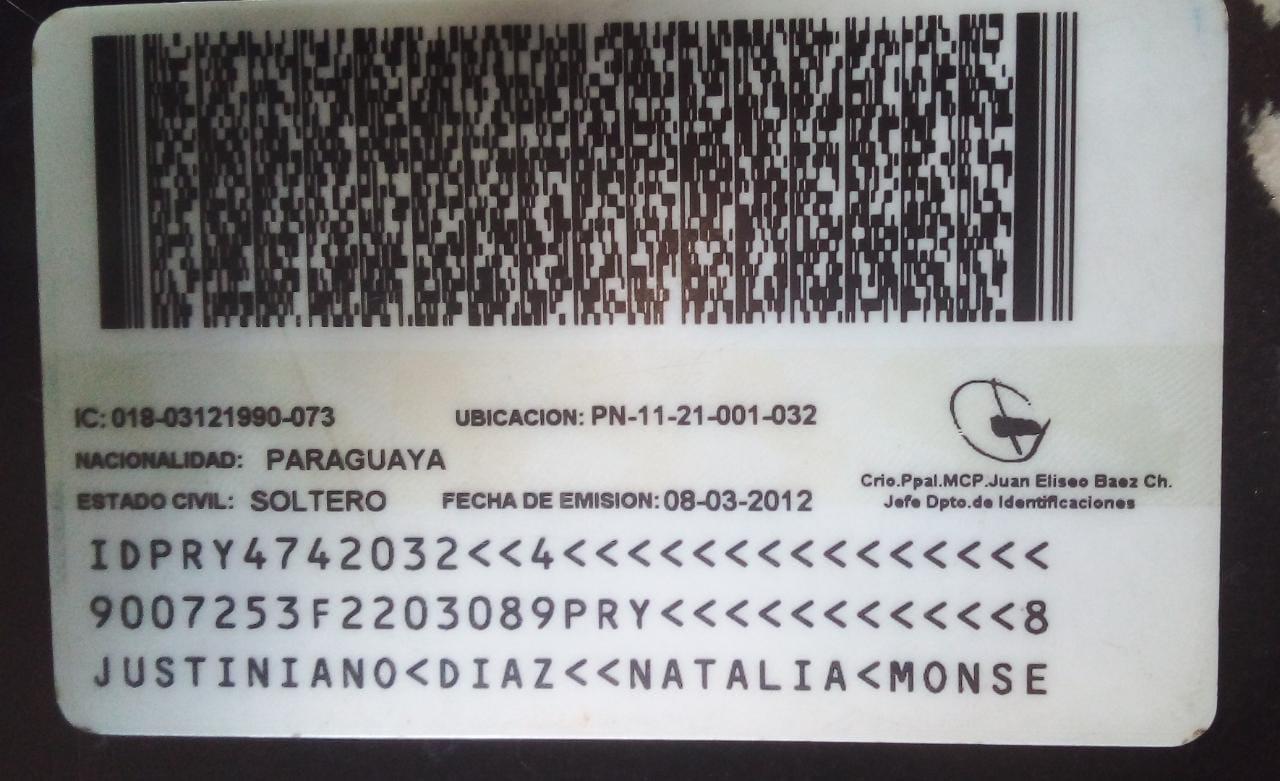 IC: 018-03121990-073 UBICACION: PN-11-21-001-032
NACIONALIDAD: PARAGUAYA
ESTADO CIVIL: SOLTERO FECHA DE EMISION: 08-03-2012
Crio.Ppal.MCP.Juan Eliseo Baez Ch.
Jefe Dpto.de Identificaciones
IDPRY4742032<<4<<<<<<<<<<<<<<<
9007253F2203089PRY<<<<<<<<<<<8
JUSTINIANO<DIAZ<<NATALIA<MONSE